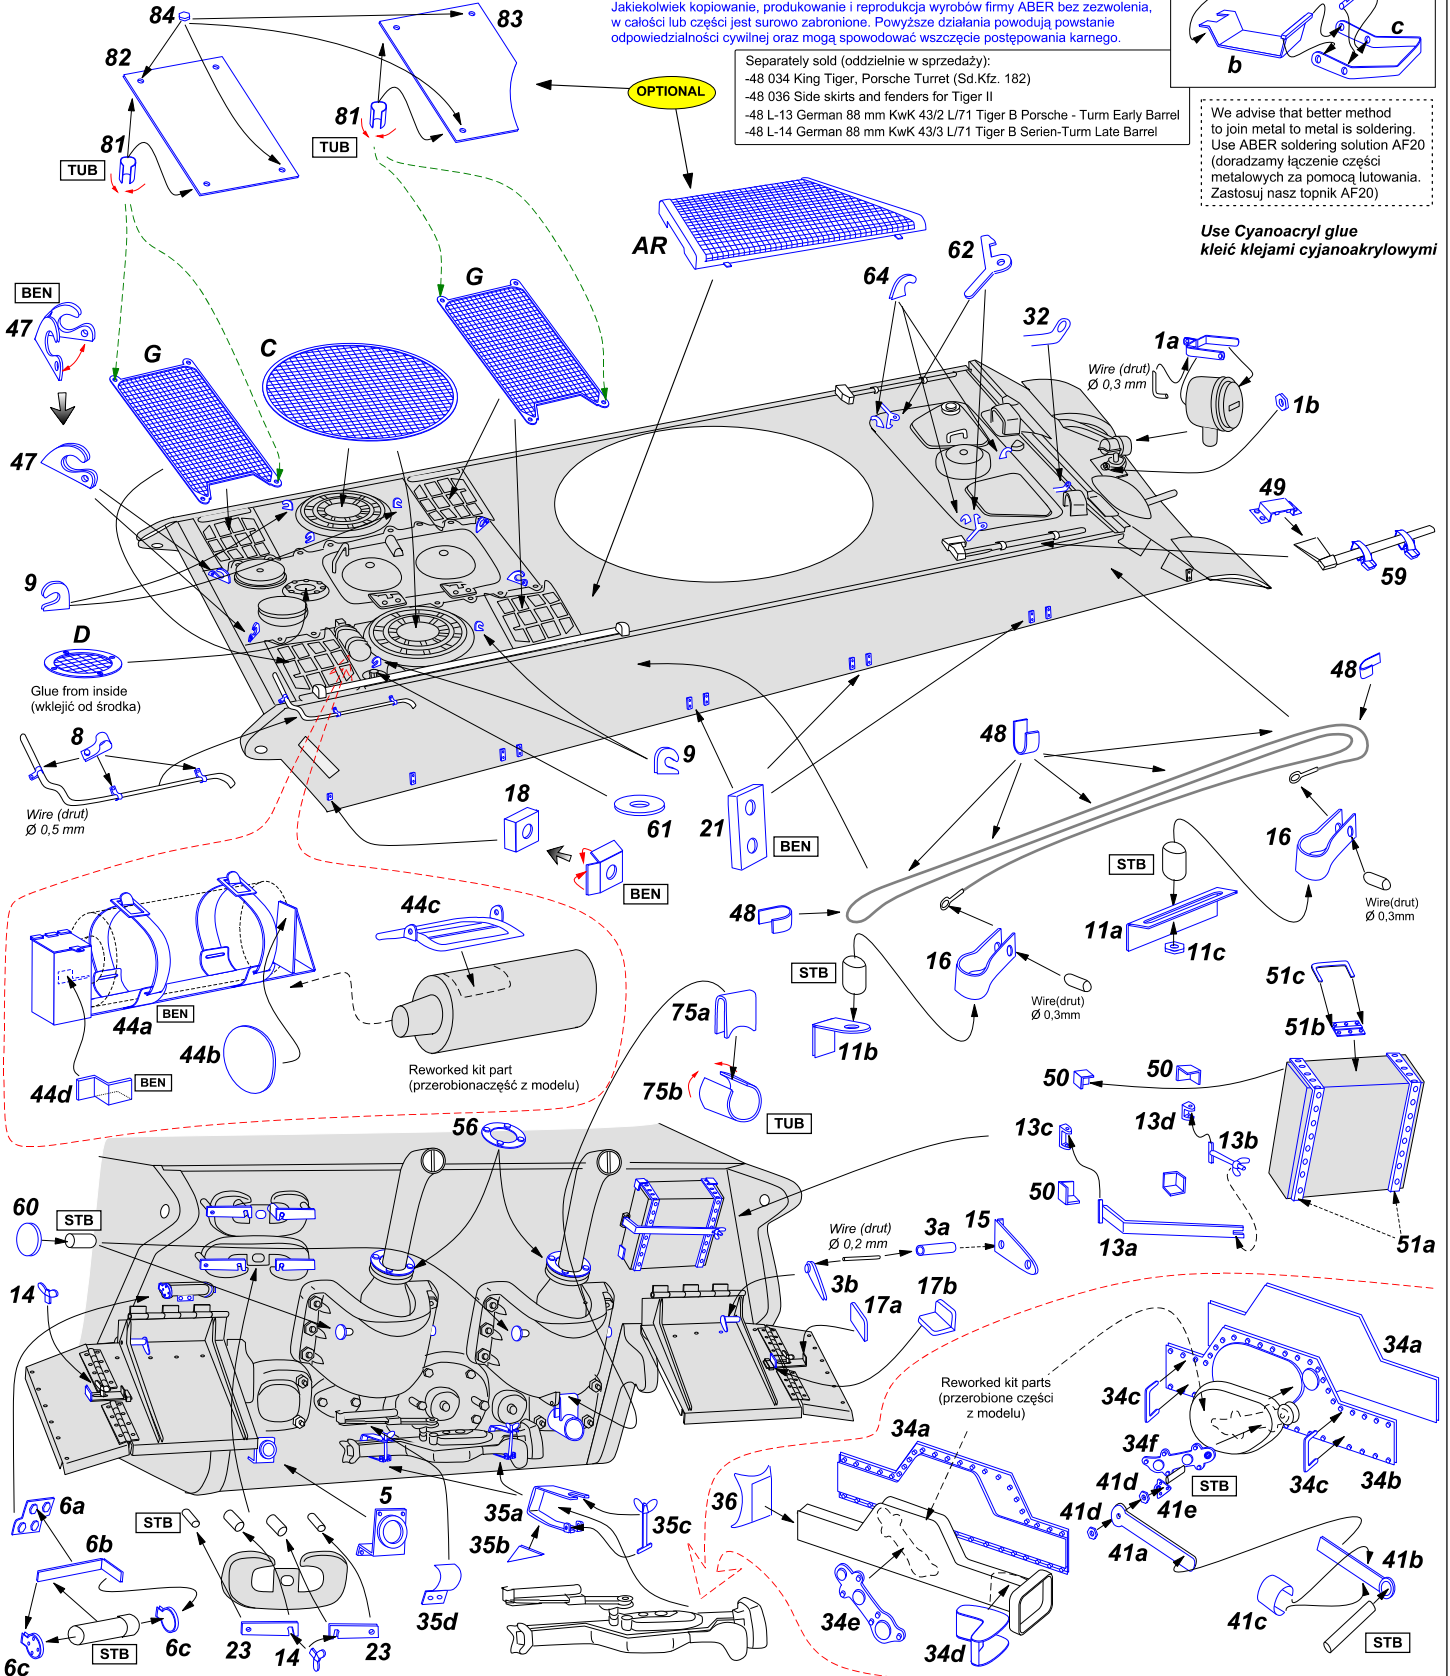 Jakiekolwiek kopiowanie, produkowanie i reprodukcja wyrobów firmy ABER bez zezwolenia,
w całości lub części jest surowo zabronione. Powyższe działania powodują powstanie
odpowiedzialności cywilnej oraz mogą spowodować wszczęcie postępowania karnego.
84
83
82
c
b
Separately sold (oddzielnie w sprzedaży):
-48 034 King Tiger, Porsche Turret (Sd.Kfz. 182)
-48 036 Side skirts and fenders for Tiger II
-48 L-13 German 88 mm KwK 43/2 L/71 Tiger B Porsche - Turm Early Barrel
-48 L-14 German 88 mm KwK 43/3 L/71 Tiger B Serien-Turm Late Barrel
OPTIONAL
81
TUB
81
TUB
We advise that better method
to join metal to metal is soldering.
Use ABER soldering solution AF20
(doradzamy łączenie części
metalowych za pomocą lutowania.
Zastosuj nasz topnik AF20)
Use Cyanoacryl glue
kleić klejami cyjanoakrylowymi
AR
62
64
G
BEN
47
32
1a
G
C
Wire (drut)
Ø 0,3 mm
1b
47
49
9
59
D
Glue from inside
(wklejić od środka)
48
8
48
9
Wire (drut)
Ø 0,5 mm
18
61
21
BEN
16
STB
BEN
Wire(drut)
Ø 0,3mm
44c
48
11a
11c
16
STB
51c
75a
Wire(drut)
Ø 0,3mm
44a
BEN
51b
44b
11b
Reworked kit part
(przerobionaczęść z modelu)
50
50
44d
BEN
75b
TUB
13d
56
13c
13b
50
60
STB
Wire (drut)
Ø 0,2 mm
3a
15
13a
51a
14
3b
17b
17a
34a
Reworked kit parts
(przerobione części
z modelu)
34c
34a
34f
STB
34c
34b
41d
36
41e
5
35a
41d
6a
STB
35c
35b
6b
41a
41b
35d
34e
41c
6c
STB
23
14
23
34d
STB
6c